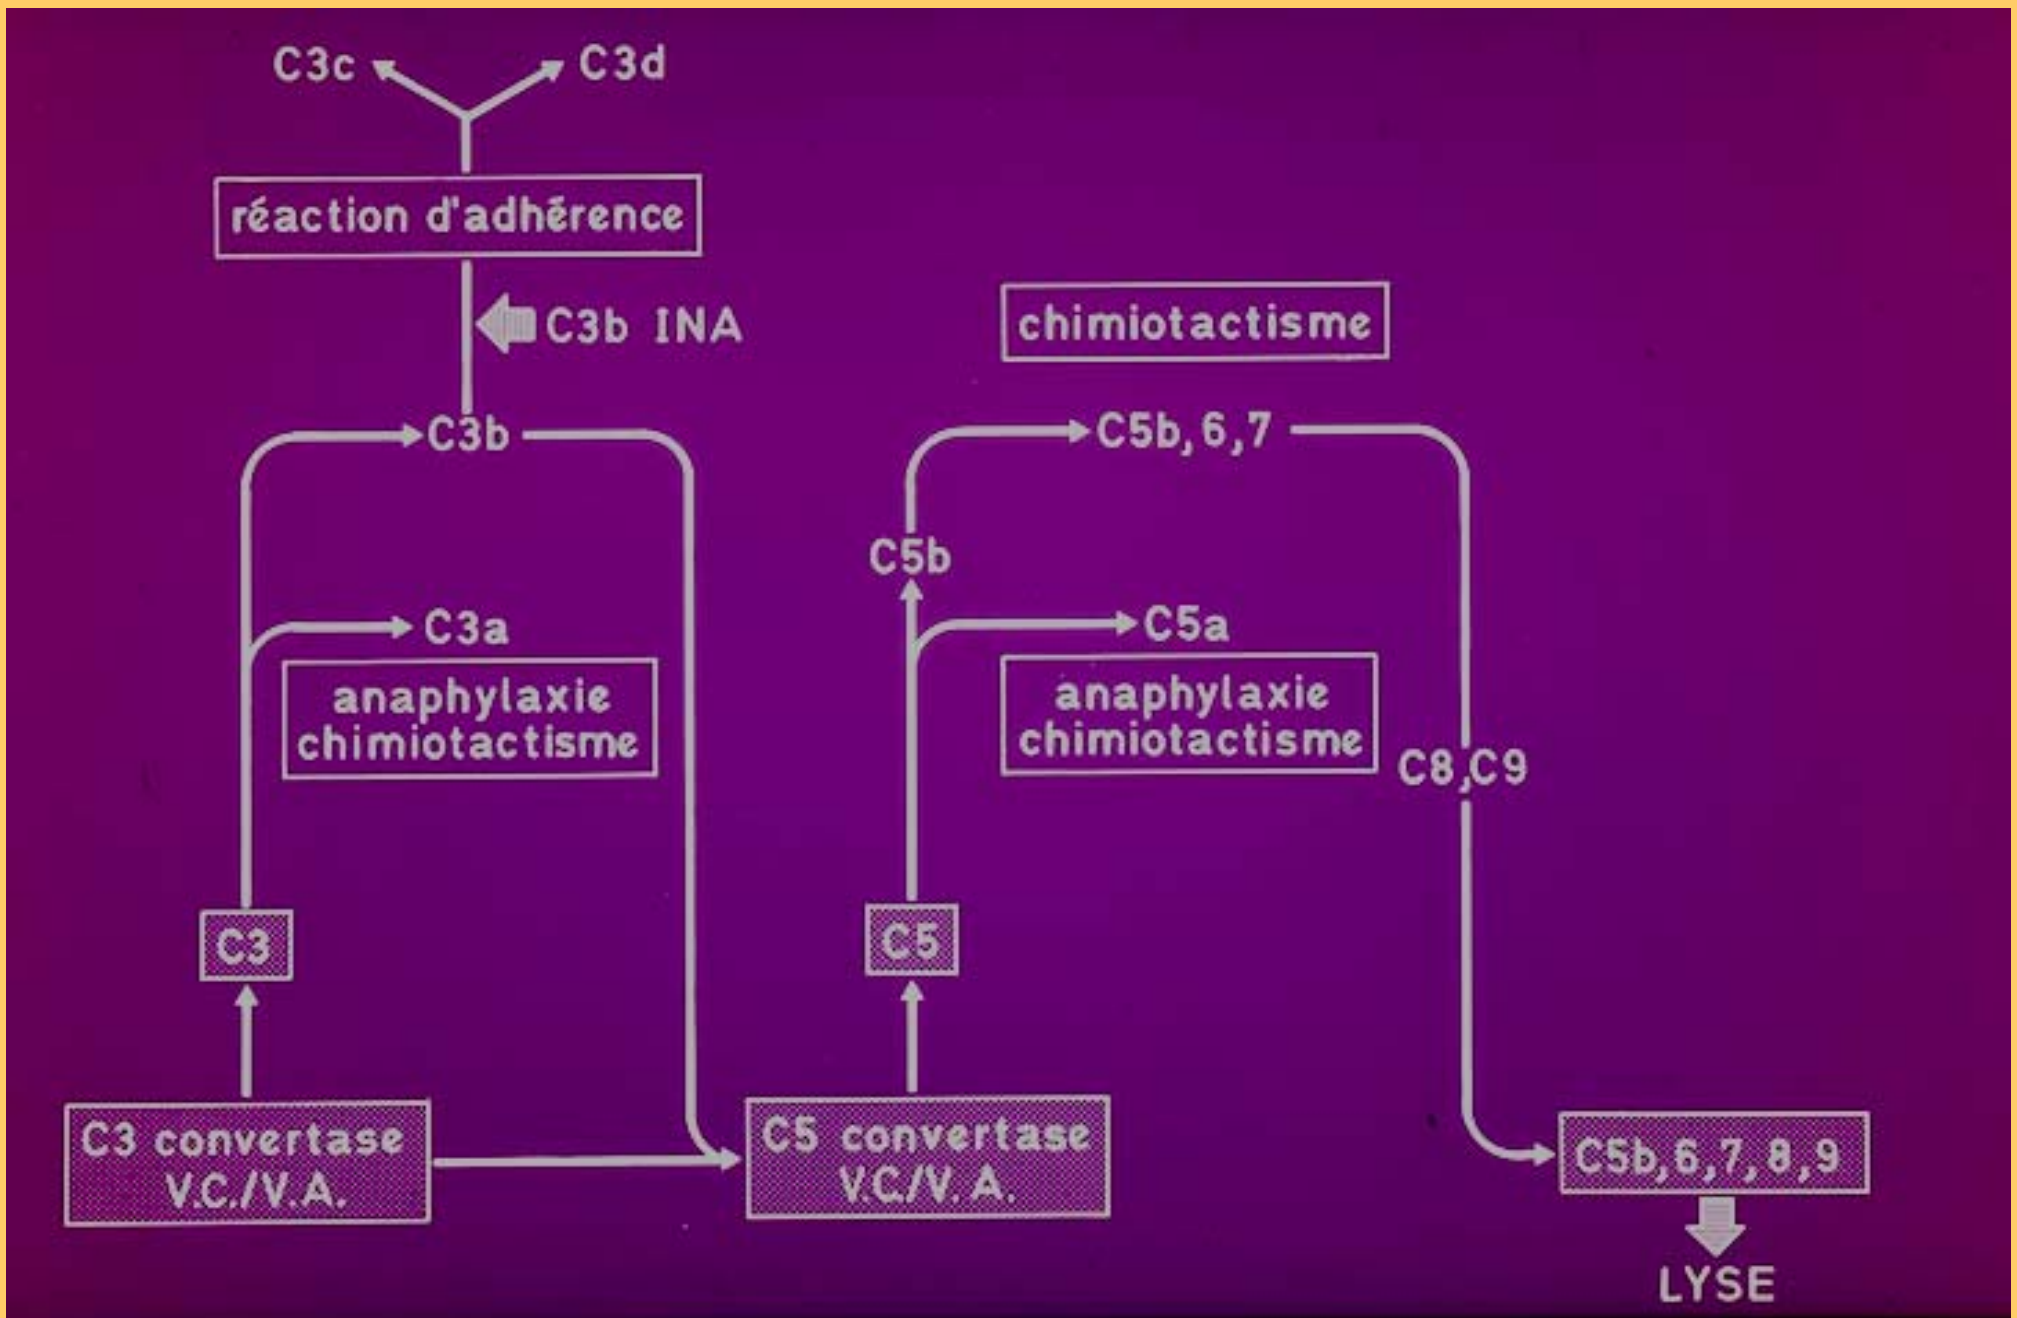 C3c
C3d
réaction d'adhérence
C3b INA
chimiotactisme
C3b
C5b,6,7
C5b
C3a
C5a
anaphylaxie
chimiotactisme
anaphylaxie
chimiotactisme
C8,C9
C3
C5
C3 convertase
V.C./V.A.
C5 convertase
V.C./V.A.
C5b,6,7,8,9
LYSE